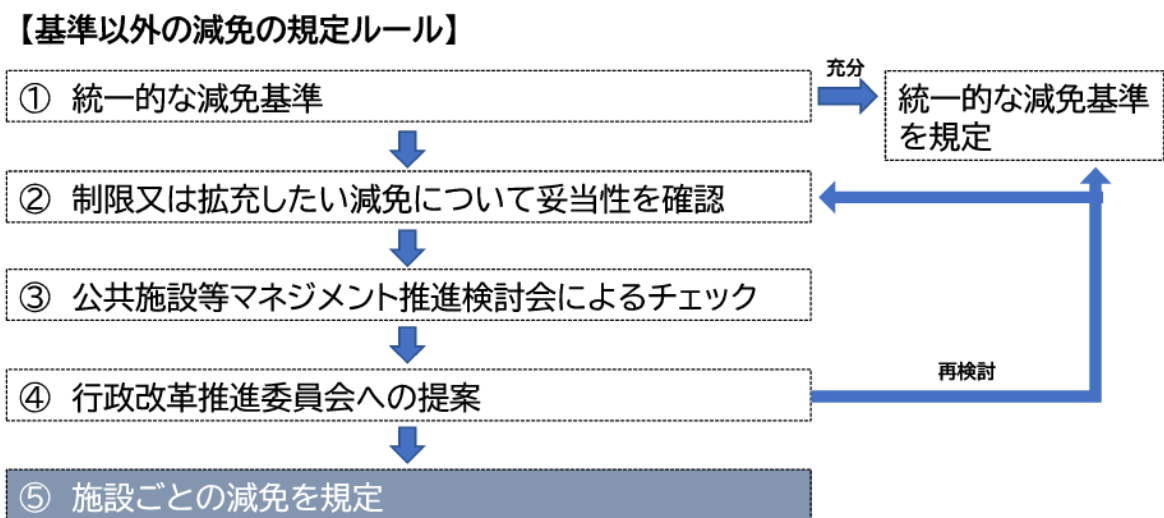 【基準以外の減免の規定ルール】
① 統一的な減免基準
充分
統一的な減免基準
を規定
② 制限又は拡充したい減免について妥当性を確認
③ 公共施設等マネジメント推進検討会によるチェック
④ 行政改革推進委員会への提案
再検討
⑤ 施設ごとの減免を規定